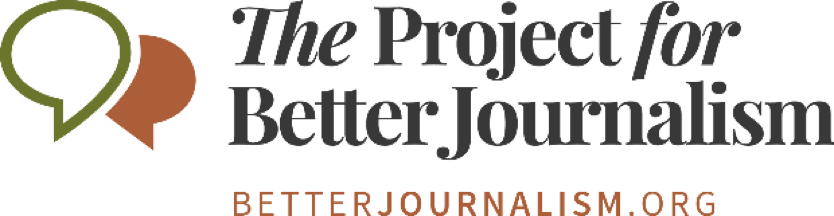 The Project for
Better Journalism
BETTERJOURNALISM.ORG